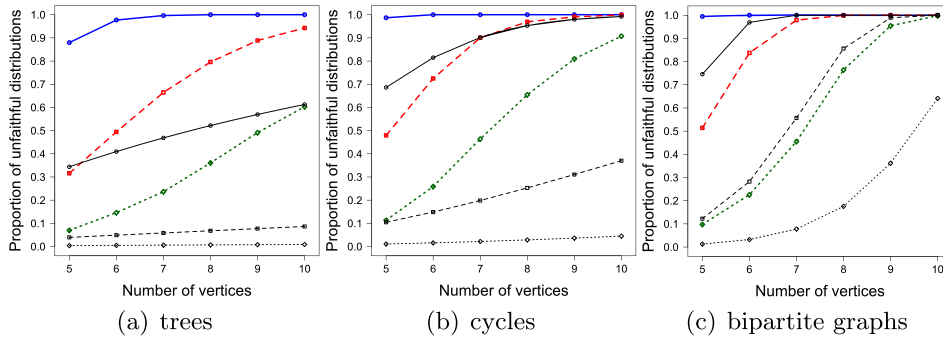 Proportion of unfaithful distributions
1.0
0.9
0.8
0.7
0.6
0.5
0.4
0.3
0.2
0.1
0.0
5 6 7 8 9 10
Number of vertices
(a) trees
Proportion of unfaithful distributions
1.0
0.9
0.8
0.7
0.6
0.5
0.4
0.3
0.2
0.1
0.0
5 6 7 8 9 10
Number of vertices
(b) cycles
Proportion of unfaithful distributions
1.0
0.9
0.8
0.7
0.6
0.5
0.4
0.3
0.2
0.1
0.0
5 6 7 8 9 10
Number of vertices
(c) bipartite graphs